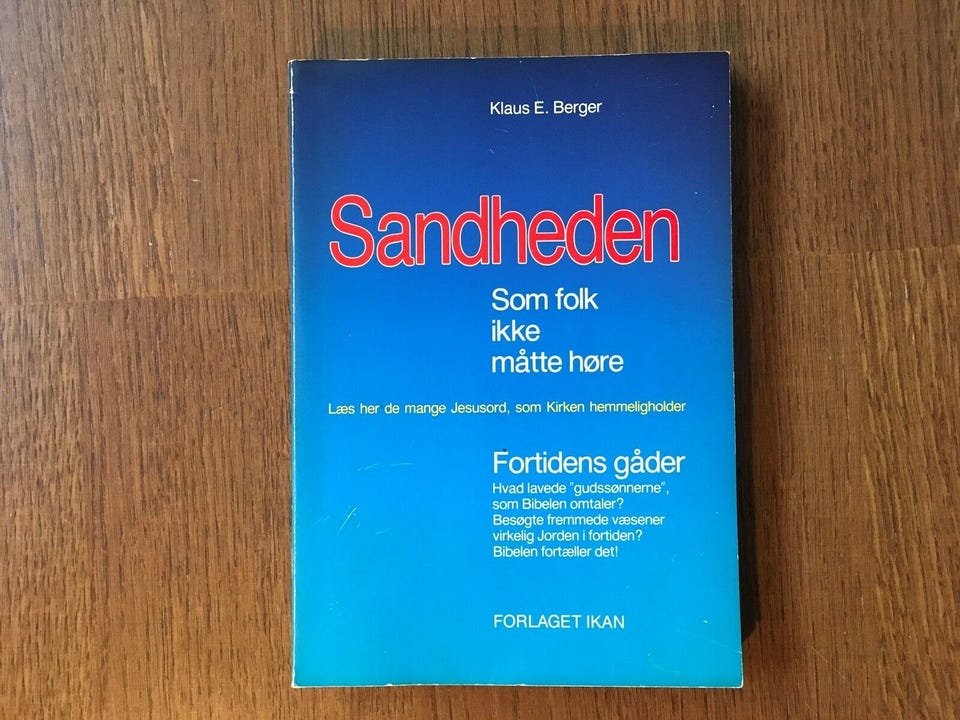 Klaus E. Berger
Sandheden
Som folk
ikke
måtte høre
Læs her de mange Jesusord, som Kirken hemmeligholder
Fortidens gåder
Hvad lavede "gudssønnerne",
som Bibelen omtaler?
Besøgte fremmede væsener
virkelig Jorden i fortiden?
Bibelen fortæller det!
FORLAGET IKAN